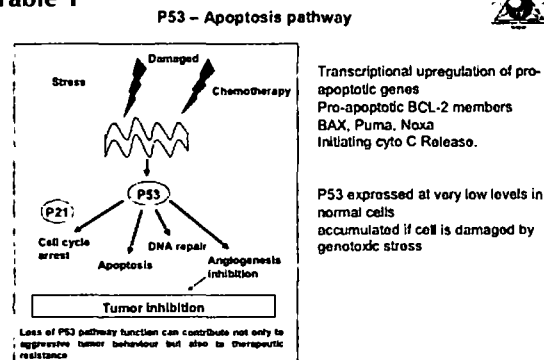 Table 1
P53 – Apoptosis pathway
Damaged
Stress
Chemotherapy
P53
P21
Cell cycle
arrest
Apoptosis
DNA repair
Angiogenesis
inhibition
Tumor inhibition
Loss of P53 pathway function can contribute not only to
aggressive tumor behaviour but also to therapeutic
resistance
Transcriptional upregulation of pro-
apoptotic genes
Pro-apoptotic BCL-2 members
BAX, Puma, Noxa
Initiating cyto C Release.
P53 expressed at very low levels in
normal cells
accumulated if cell is damaged by
genotoxic stress